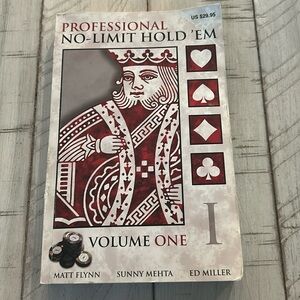 US $29.95
PROFESSIONAL
NO-LIMIT HOLD 'EM
VOLUME ONE
I
MATT FLYNN SUNNY MEHTA ED MILLER